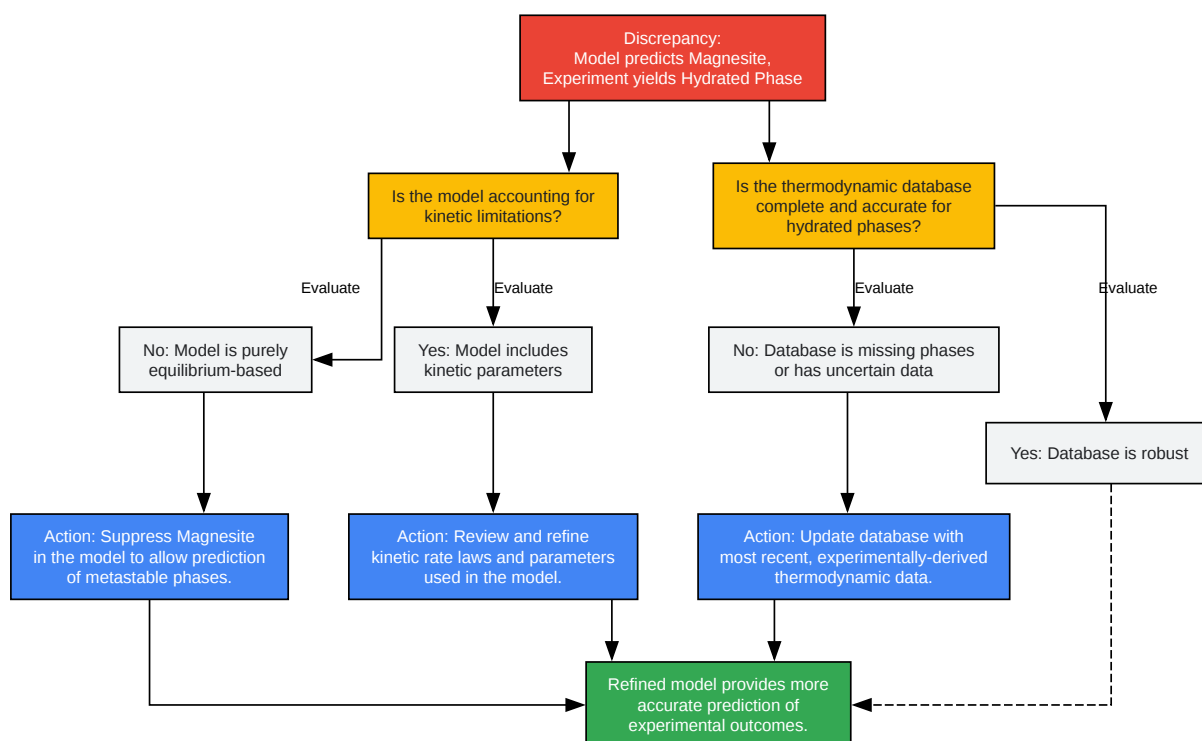 Discrepancy:
Model predicts Magnesite,
Experiment yields Hydrated Phase
Is the model accounting for
kinetic limitations?
Is the thermodynamic database
complete and accurate for
hydrated phases?
Evaluate
Evaluate
Evaluate
Evaluate
No: Model is purely
equilibrium-based
Yes: Model includes
kinetic parameters
No: Database is missing phases
or has uncertain data
Yes: Database is robust
Action: Suppress Magnesite
in the model to allow prediction
of metastable phases.
Action: Review and refine
kinetic rate laws and parameters
used in the model.
Action: Update database with
most recent, experimentally-derived
thermodynamic data.
Refined model provides more
accurate prediction of
experimental outcomes.